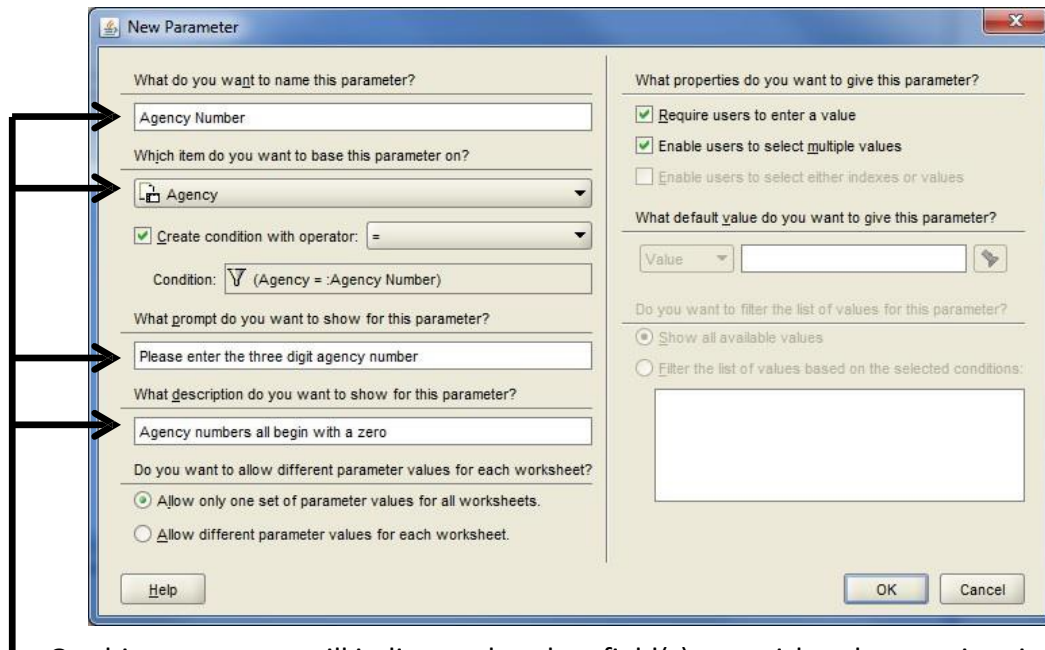 New Parameter
What do you want to name this parameter?
Agency Number
Which item do you want to base this parameter on?
Agency
Create condition with operator: =
Condition: (Agency = :Agency Number)
What prompt do you want to show for this parameter?
Please enter the three digit agency number
What description do you want to show for this parameter?
Agency numbers all begin with a zero
Do you want to allow different parameter values for each worksheet?
Allow only one set of parameter values for all worksheets.
Allow different parameter values for each worksheet.
Help
What properties do you want to give this parameter?
Require users to enter a value
Enable users to select multiple values
Enable users to select either indexes or values
What default value do you want to give this parameter?
Value
Do you want to filter the list of values for this parameter?
Show all available values
Filter the list of values based on the selected conditions:
OK
Cancel